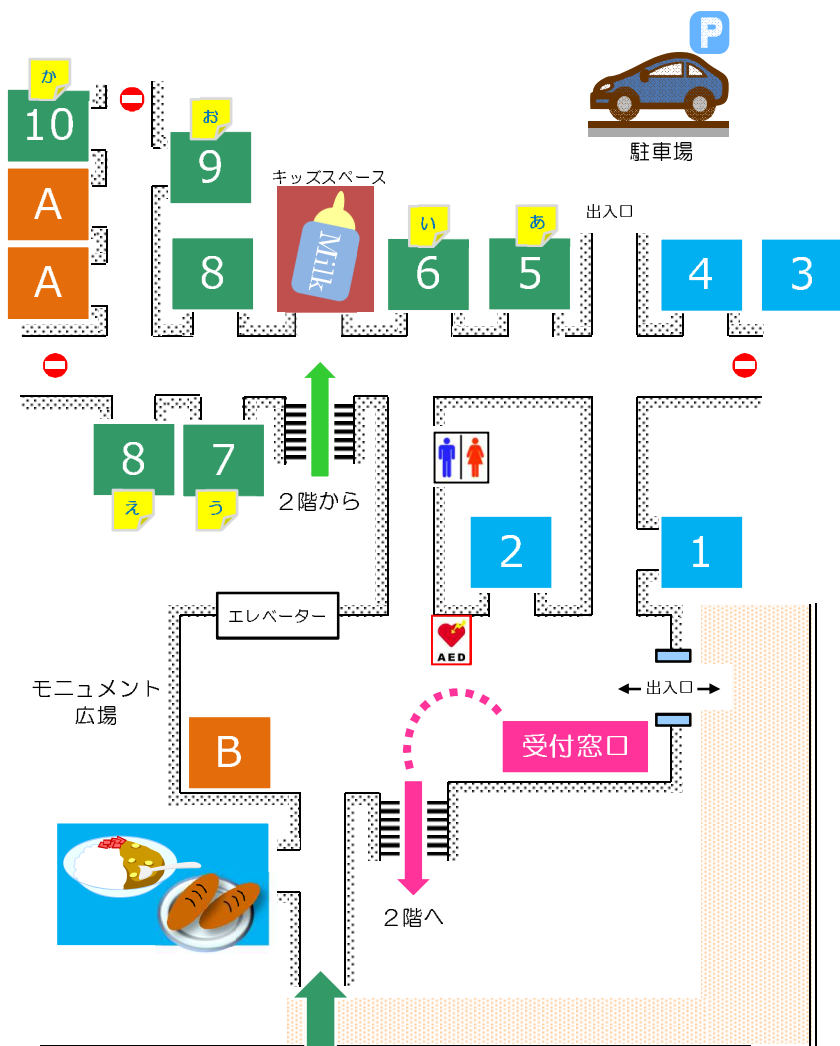 P
駐車場
か
10
お
9
A
キッズスペース
Milk
い
6
あ
5
出入口
8
4
3
A
8
え
7
う
2階から
2
1
エレベーター
AED
モニュメント
広場
出入口
B
受付窓口
2階へ